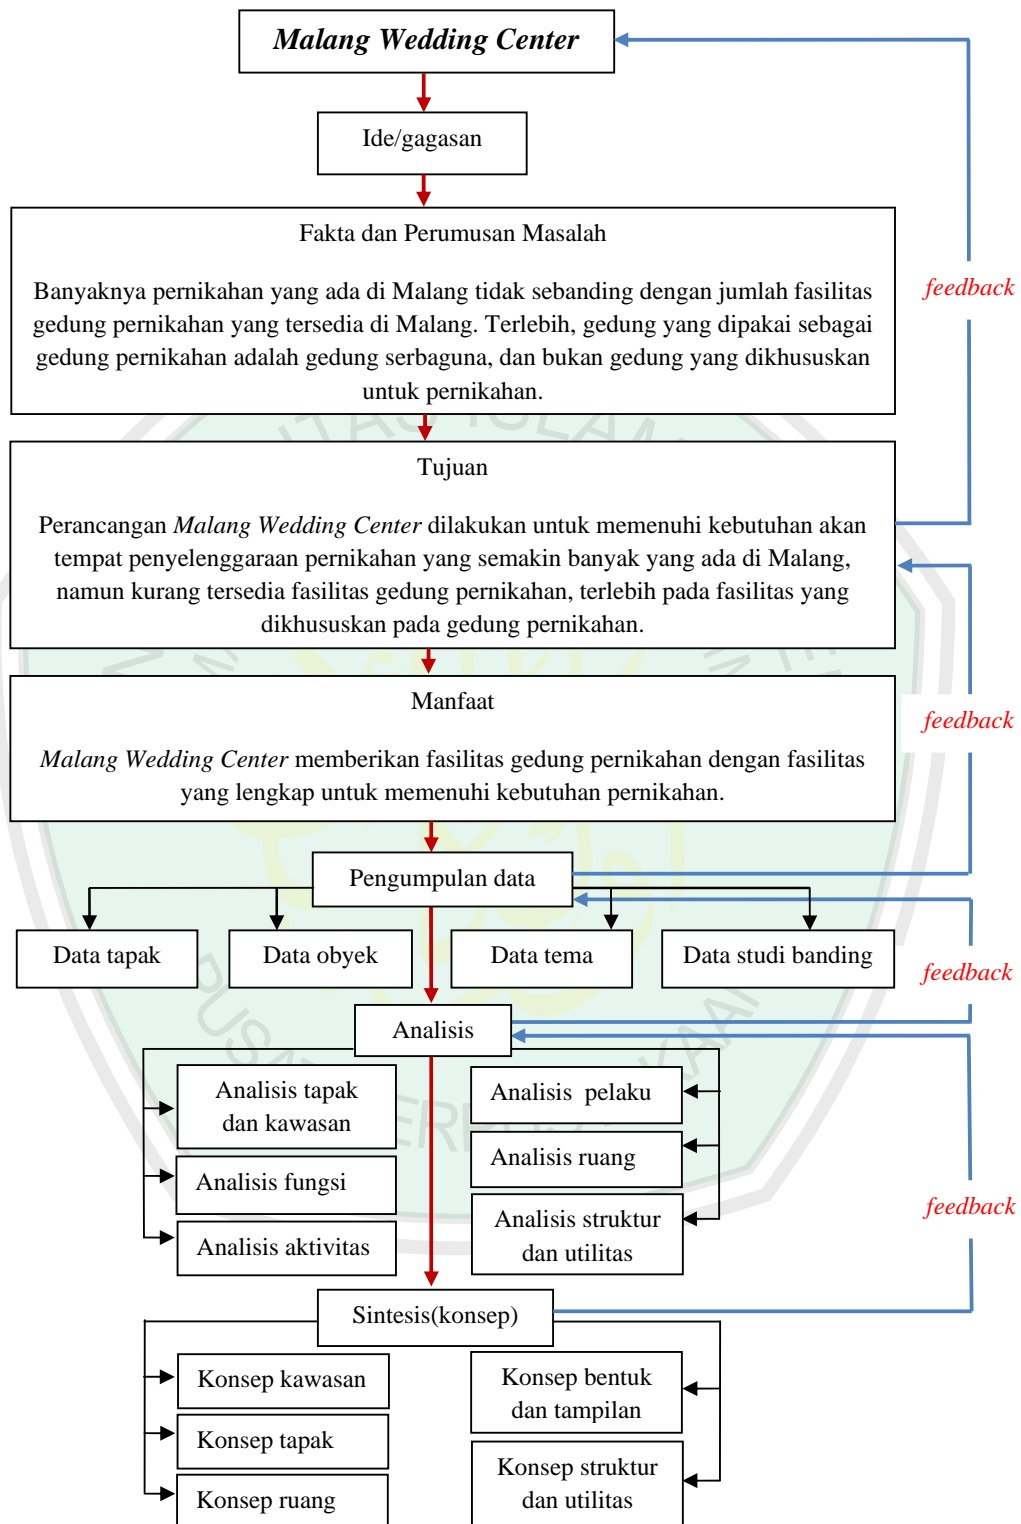 Malang Wedding Center
Ide/gagasan
Fakta dan Perumusan Masalah
Banyaknya pernikahan yang ada di Malang tidak sebanding dengan jumlah fasilitas
gedung pernikahan yang tersedia di Malang. Terlebih, gedung yang dipakai sebagai
gedung pernikahan adalah gedung serbaguna, dan bukan gedung yang dikhususkan
untuk pernikahan.
feedback
Tujuan
Perancangan Malang Wedding Center dilakukan untuk memenuhi kebutuhan akan
tempat penyelenggaraan pernikahan yang semakin banyak yang ada di Malang,
namun kurang tersedia fasilitas gedung pernikahan, terlebih pada fasilitas yang
dikhususkan pada gedung pernikahan.
Manfaat
Malang Wedding Center memberikan fasilitas gedung pernikahan dengan fasilitas
yang lengkap untuk memenuhi kebutuhan pernikahan.
feedback
Pengumpulan data
Data tapak
Data obyek
Data tema
Data studi banding
feedback
Analisis
Analisis tapak
dan kawasan
Analisis fungsi
Analisis aktivitas
Analisis  pelaku
Analisis ruang
Analisis struktur
dan utilitas
feedback
Sintesis(konsep)
Konsep kawasan
Konsep tapak
Konsep ruang
Konsep bentuk
dan tampilan
Konsep struktur
dan utilitas